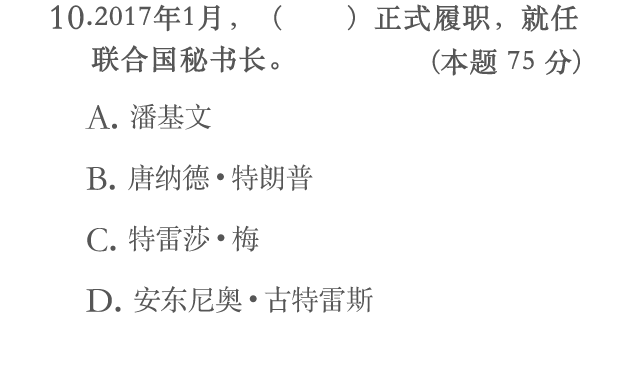 10.2017年1月，（　　）正式履职，就任
联合国秘书长。 （本题 75 分）
A. 潘基文
B. 唐纳德·特朗普
C. 特雷莎·梅
D. 安东尼奥·古特雷斯